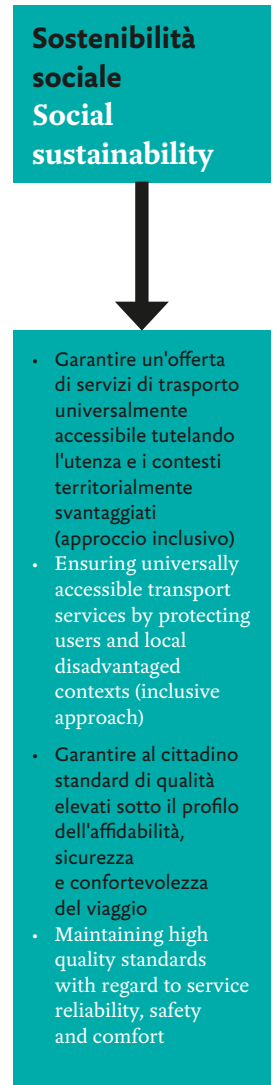 Sostenibilità
sociale
Social
sustainability
• Garantire un'offerta
di servizi di trasporto
universalmente
accessibile tutelando
l'utenza e i contesti
territorialmente
svantaggiati
(approccio inclusivo)
• Ensuring universally
accessible transport
services by protecting
users and local
disadvantaged
contexts (inclusive
approach)
• Garantire al cittadino
standard di qualità
elevati sotto il profilo
dell'affidabilità,
sicurezza
e confortevolezza
del viaggio
• Maintaining high
quality standards
with regard to service
reliability, safety
and comfort